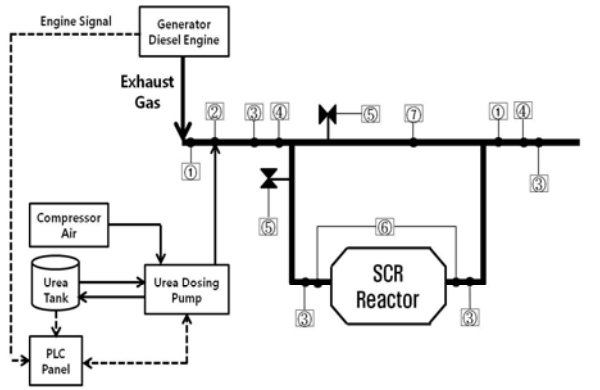 Engine Signal
Generator
Diesel Engine
Exhaust
Gas
②
③
④
⑤
⑦
①
④
①
③
⑤
⑥
Compressor
Air
Urea
Tank
Urea Dosing
Pump
SCR
Reactor
③
③
PLC
Panel